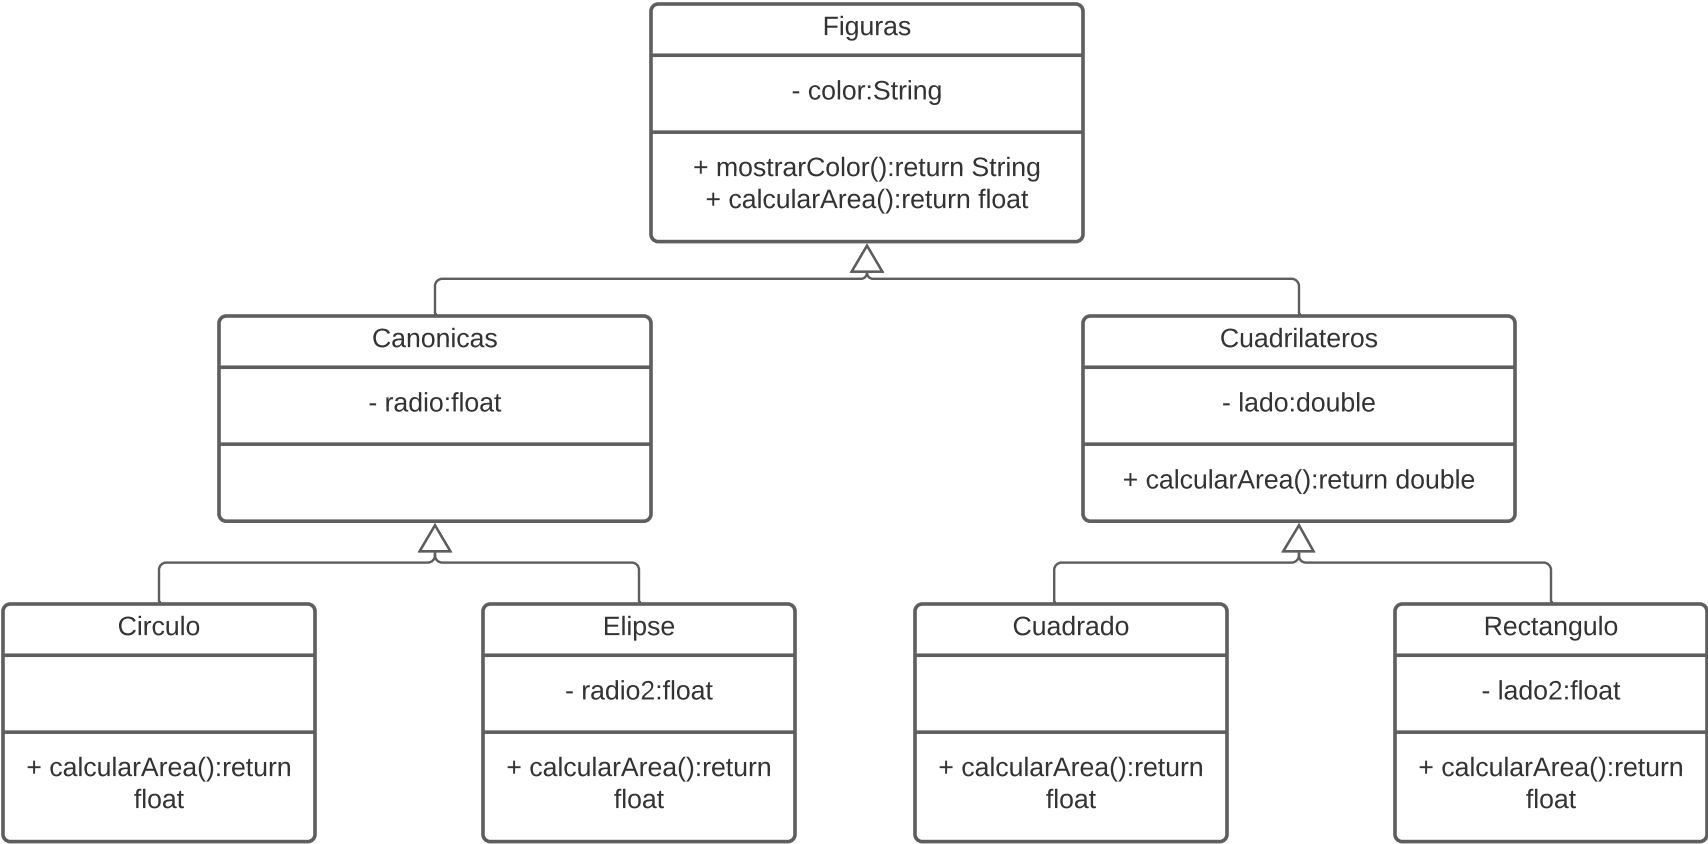 Figuras
- color:String
+ mostrarColor():return String
+ calcularArea():return float
Canonicas
- radio:float
Cuadrilateros
- lado:double
+ calcularArea():return double
Circulo
+ calcularArea():return
float
Elipse
- radio2:float
+ calcularArea():return
float
Cuadrado
+ calcularArea():return
float
Rectangulo
- lado2:float
+ calcularArea():return
float